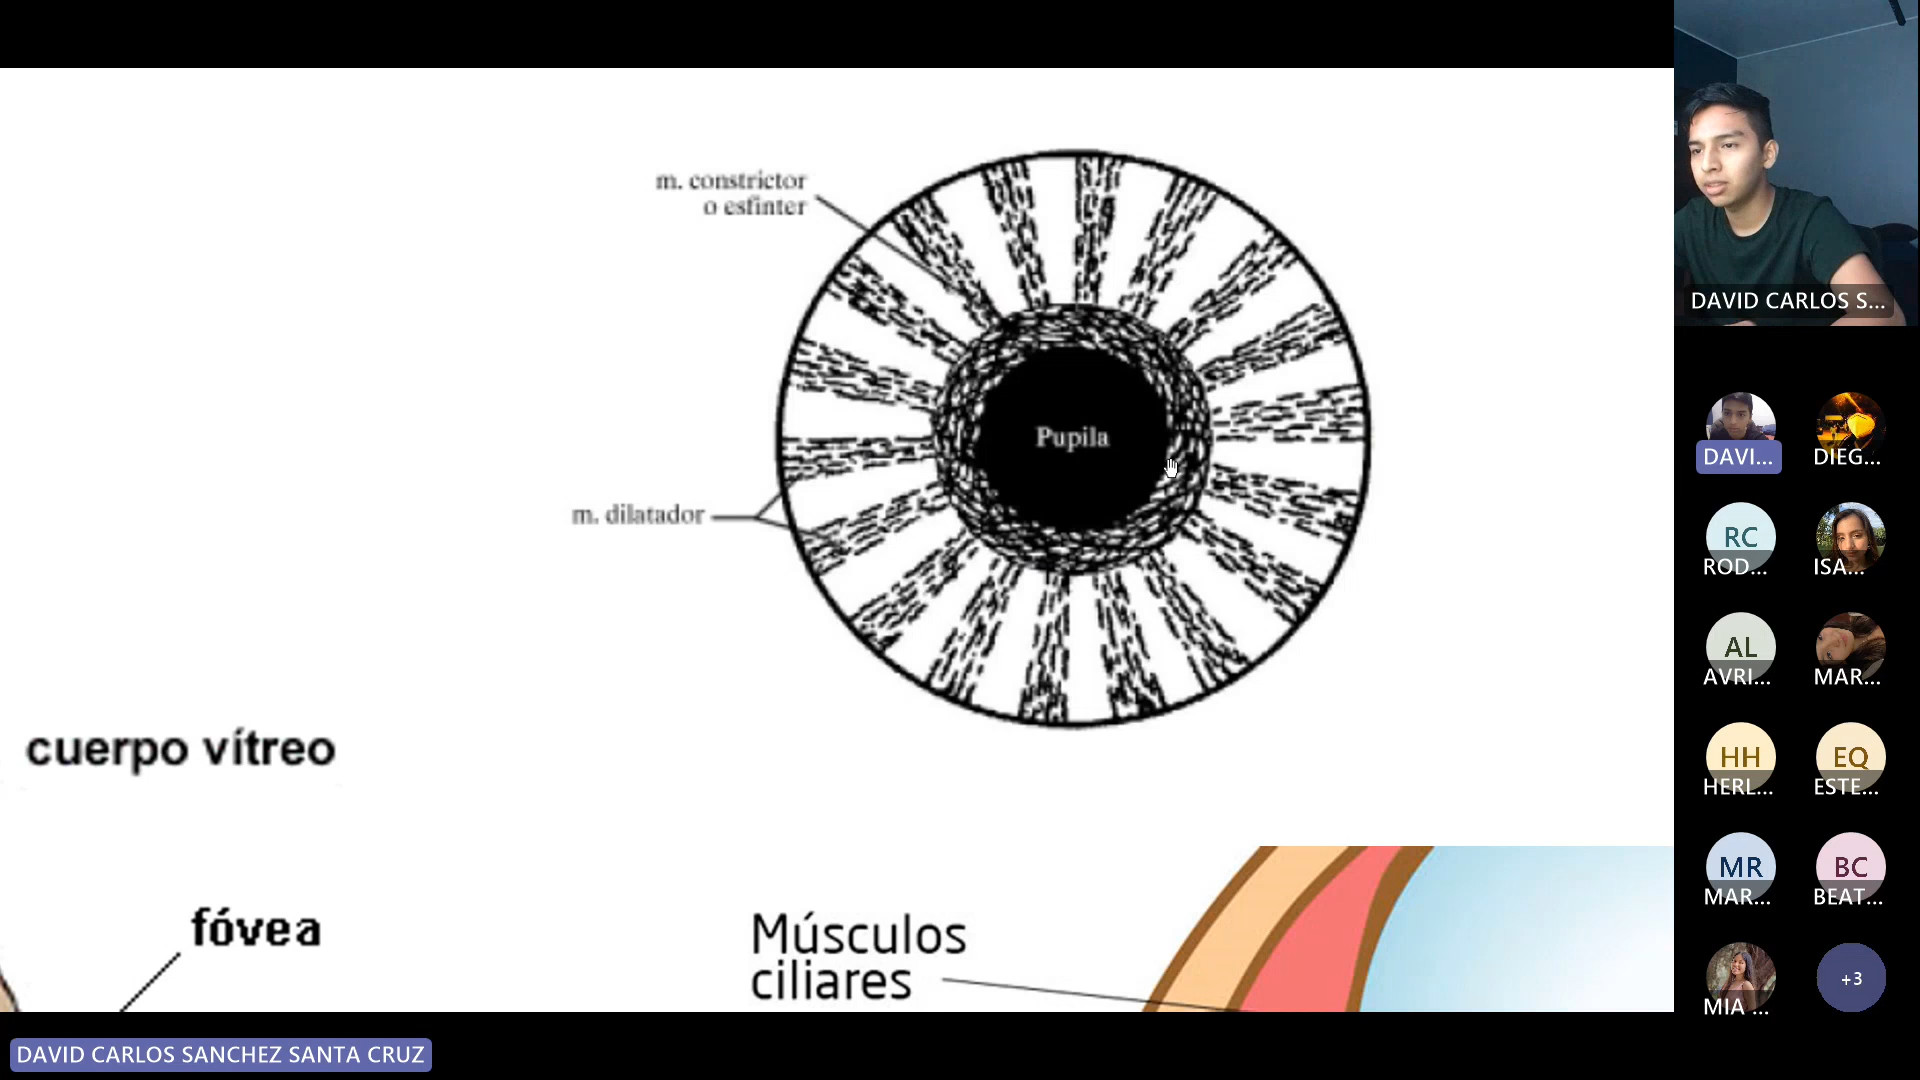 m. constrictor
o esfinter
Pupila
m. dilatador
cuerpo vítreo
fóvea
Músculos
ciliares
DAVID CARLOS S...
DAVI...
DIEG...
RC
ROD...
ISA...
AL
AVRI...
MAR...
HH
HERL...
EQ
ESTE...
MR
MAR...
BC
BEAT...
MIA ...
+3
DAVID CARLOS SANCHEZ SANTA CRUZ